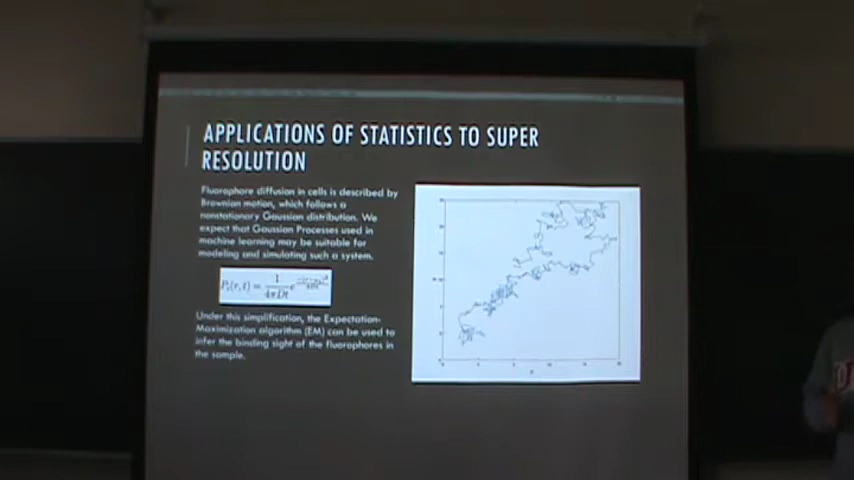 APPLICATIONS OF STATISTICS TO SUPER
RESOLUTION
Fluorophore diffusion in cells is described by
Brownian motion, which follows a
nonstationary Gaussian distribution. We
expect that Gaussian Processes used in
machine learning may be suitable for
modeling and simulating such a system.
Under this simplification, the Expectation-
Maximization algorithm (EM) can be used to
infer the binding sight of the fluorophores in
the sample.